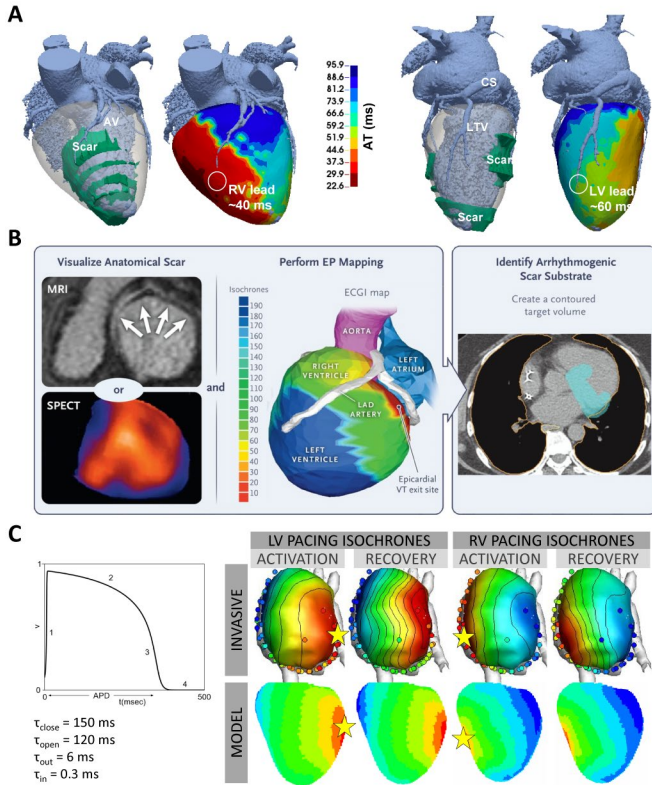 A
AV
Scar
RV lead
~40 ms
95.9
88.6
81.2
73.9
66.6
59.2
51.9
44.6
37.3
29.9
22.6
AT (ms)
CS
LTV
Scar
Scar
LV lead
~60 ms
B
Visualize Anatomical Scar
MRI
or
SPECT
and
Perform EP Mapping
Isochrones
190
180
170
160
150
140
130
120
110
100
90
80
70
60
50
40
30
20
10
ECGI map
AORTA
LEFT
ATRIUM
RIGHT
VENTRICLE
LAD
ARTERY
LEFT
VENTRICLE
Epicardial
VT exit site
Identify Arrhythmogenic
Scar Substrate
Create a contoured
target volume
C
1
v
0
1
2
3
4
APD
t(msec)
500
τclose = 150 ms
τopen = 120 ms
τout = 6 ms
τin = 0.3 ms
LV PACING ISOCHRONES
RV PACING ISOCHRONES
ACTIVATION
RECOVERY
ACTIVATION
RECOVERY
INVASIVE
MODEL